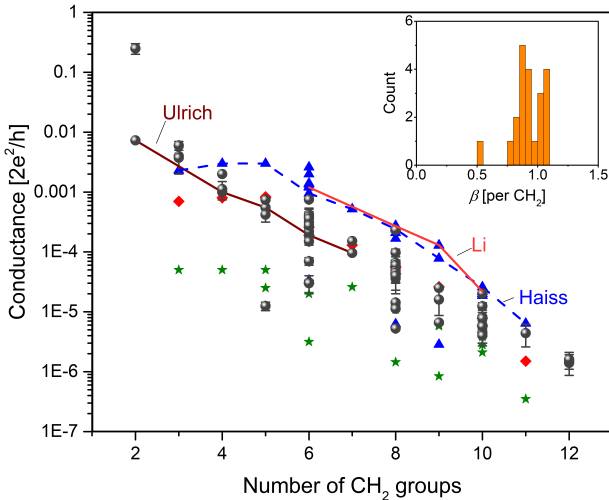 1
0.1
0.01
0.001
1E-4
1E-5
1E-6
1E-7
Conductance [2e²/h]
2
4
6
8
10
12
Number of CH₂ groups
Ulrich
Li
Haiss
6
4
2
0
Count
0.0
0.5
1.0
1.5
β [per CH₂]